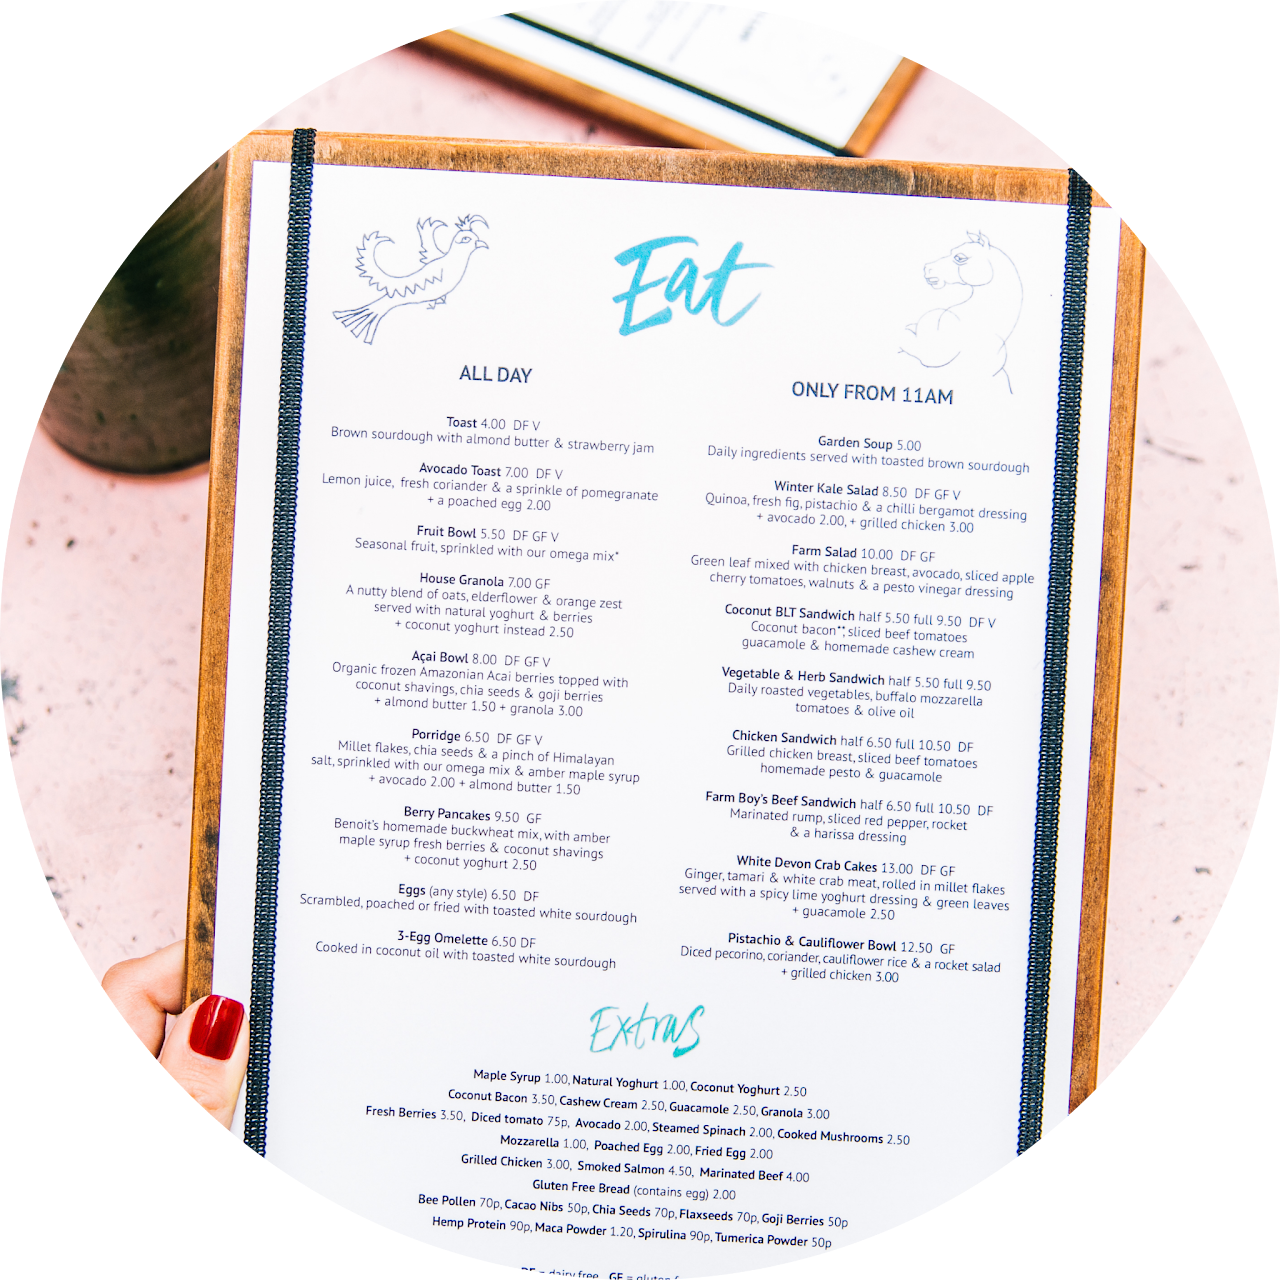 Eat
ALL DAY
Toast 4.00 DF V
Brown sourdough with almond butter & strawberry jam
Avocado Toast 7.00 DF V
Lemon juice, fresh coriander & a sprinkle of pomegranate
+ a poached egg 2.00
Fruit Bowl 5.50 DF GF V
Seasonal fruit, sprinkled with our omega mix*
House Granola 7.00 GF
A nutty blend of oats, elderflower & orange zest
served with natural yoghurt & berries
+ coconut yoghurt instead 2.50
Açai Bowl 8.00 DF GF V
Organic frozen Amazonian Acai berries topped with
coconut shavings, chia seeds & goji berries
+ almond butter 1.50 + granola 3.00
Porridge 6.50 DF GF V
Millet flakes, chia seeds & a pinch of Himalayan
salt, sprinkled with our omega mix & amber maple syrup
+ avocado 2.00 + almond butter 1.50
Berry Pancakes 9.50 GF
Benoit's homemade buckwheat mix, with amber
maple syrup fresh berries & coconut shavings
+ coconut yoghurt 2.50
Eggs (any style) 6.50 DF
Scrambled, poached or fried with toasted white sourdough
3-Egg Omelette 6.50 DF
Cooked in coconut oil with toasted white sourdough
ONLY FROM 11AM
Garden Soup 5.00
Daily ingredients served with toasted brown sourdough
Winter Kale Salad 8.50 DF GF V
Quinoa, fresh fig, pistachio & a chilli bergamot dressing
+ avocado 2.00, + grilled chicken 3.00
Farm Salad 10.00 DF GF
Green leaf mixed with chicken breast, avocado, sliced apple
cherry tomatoes, walnuts & a pesto vinegar dressing
Coconut BLT Sandwich half 5.50 full 9.50 DF V
Coconut bacon**, sliced beef tomatoes
guacamole & homemade cashew cream
Vegetable & Herb Sandwich half 5.50 full 9.50
Daily roasted vegetables, buffalo mozzarella
tomatoes & olive oil
Chicken Sandwich half 6.50 full 10.50 DF
Grilled chicken breast, sliced beef tomatoes
homemade pesto & guacamole
Farm Boy's Beef Sandwich half 6.50 full 10.50 DF
Marinated rump, sliced red pepper, rocket
& a harissa dressing
White Devon Crab Cakes 13.00 DF GF
Ginger, tamari & white crab meat, rolled in millet flakes
served with a spicy lime yoghurt dressing & green leaves
+ guacamole 2.50
Pistachio & Cauliflower Bowl 12.50 GF
Diced pecorino, coriander, cauliflower rice & a rocket salad
+ grilled chicken 3.00
Extras
Maple Syrup 1.00, Natural Yoghurt 1.00, Coconut Yoghurt 2.50
Coconut Bacon 3.50, Cashew Cream 2.50, Guacamole 2.50, Granola 3.00
Fresh Berries 3.50, Diced tomato 75p, Avocado 2.00, Steamed Spinach 2.00, Cooked Mushrooms 2.50
Mozzarella 1.00, Poached Egg 2.00, Fried Egg 2.00
Grilled Chicken 3.00, Smoked Salmon 4.50, Marinated Beef 4.00
Gluten Free Bread (contains egg) 2.00
Bee Pollen 70p, Cacao Nibs 50p, Chia Seeds 70p, Flaxseeds 70p, Goji Berries 50p
Hemp Protein 90p, Maca Powder 1.20, Spirulina 90p, Tumerica Powder 50p
DF = dairy free GF =